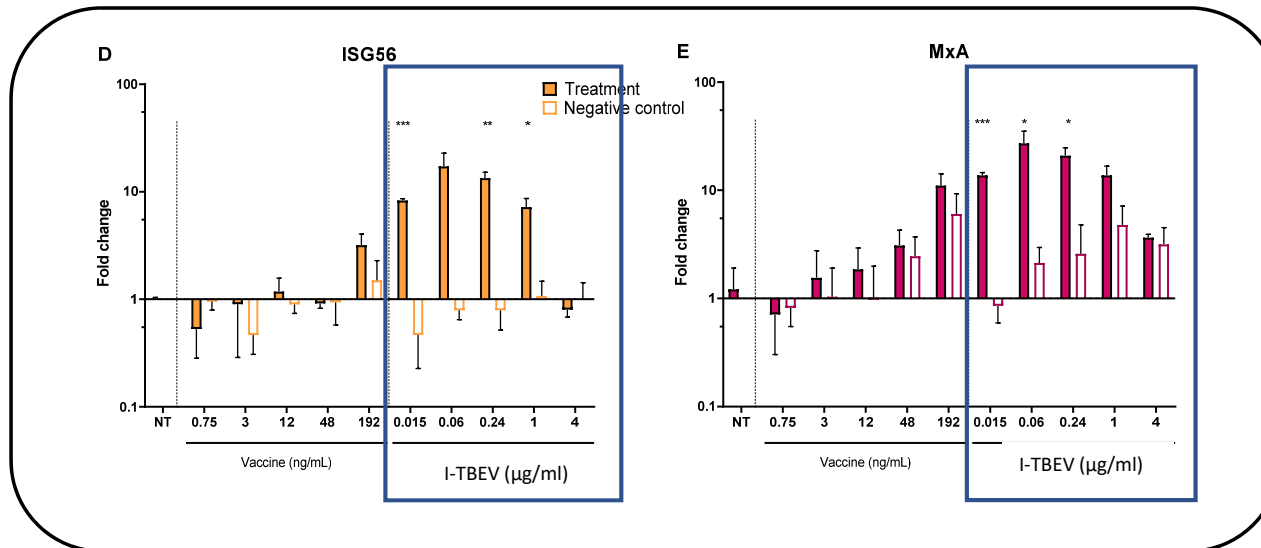 D
ISG56
100
10
1
0.1
Fold change
Treatment
Negative control
*** ** *
NT 0.75 3 12 48 192 0.015 0.06 0.24 1 4
Vaccine (ng/mL)
I-TBEV (µg/ml)
E
MxA
100
10
1
0.1
Fold change
*** * *
NT 0.75 3 12 48 192 0.015 0.06 0.24 1 4
Vaccine (ng/mL)
I-TBEV (µg/ml)